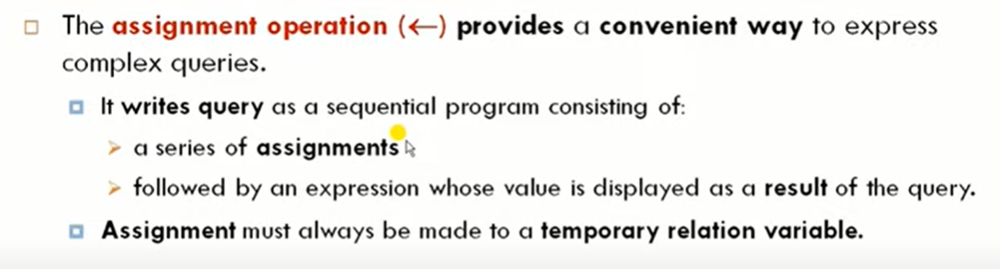 The assignment operation (←) provides a convenient way to express
complex queries.
It writes query as a sequential program consisting of:
a series of assignments
followed by an expression whose value is displayed as a result of the query.
Assignment must always be made to a temporary relation variable.